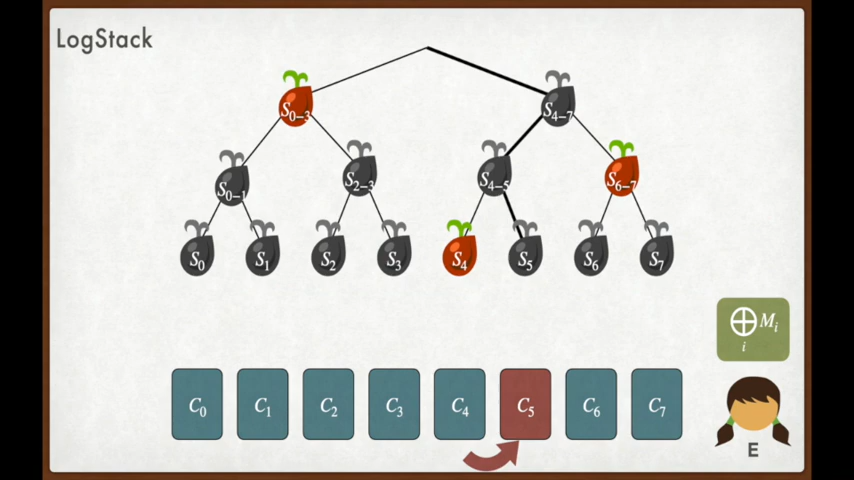 LogStack
S₀₋₃ S₄₋₇
S₀₋₁ S₂₋₃ S₄₋₅ S₆₋₇
S₀ S₁ S₂ S₃ S₄ S₅ S₆ S₇
⊕ Mᵢ
i
C₀ C₁ C₂ C₃ C₄ C₅ C₆ C₇
E